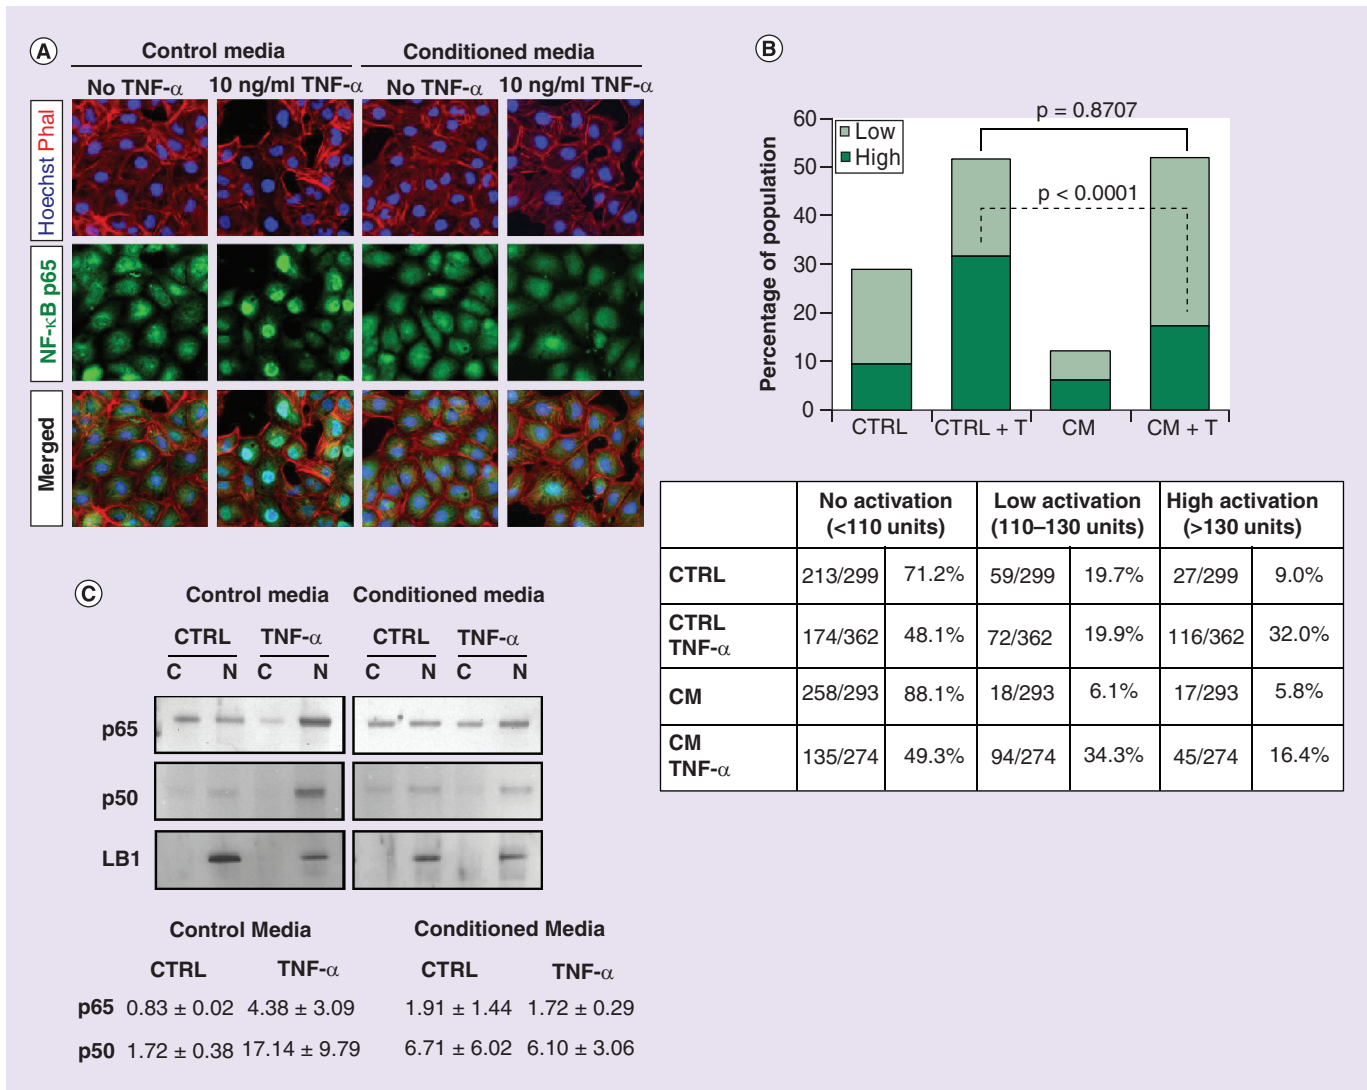 A
Control media
Conditioned media
No TNF-α
10 ng/ml TNF-α
No TNF-α
10 ng/ml TNF-α
Hoechst Phal
NF-κB p65
Merged
B
Percentage of population
60
50
40
30
20
10
0
Low
High
p = 0.8707
p < 0.0001
CTRL
CTRL + T
CM
CM + T
No activation (<110 units)
Low activation (110–130 units)
High activation (>130 units)
CTRL 213/299 71.2% 59/299 19.7% 27/299 9.0%
CTRL TNF-α 174/362 48.1% 72/362 19.9% 116/362 32.0%
CM 258/293 88.1% 18/293 6.1% 17/293 5.8%
CM TNF-α 135/274 49.3% 94/274 34.3% 45/274 16.4%
C
Control media Conditioned media
CTRL TNF-α CTRL TNF-α
C N C N C N C N
p65
p50
LB1
Control Media Conditioned Media
CTRL TNF-α CTRL TNF-α
p65 0.83 ± 0.02 4.38 ± 3.09 1.91 ± 1.44 1.72 ± 0.29
p50 1.72 ± 0.38 17.14 ± 9.79 6.71 ± 6.02 6.10 ± 3.06